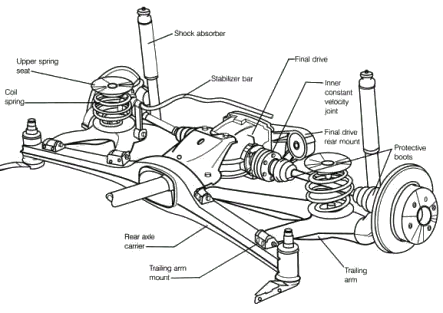 Shock absorber
Upper spring
seat
Final drive
Stabilizer bar
Coil
spring
Inner
constant
velocity
joint
Final drive
rear mount
Protective
boots
Rear axle
carrier
Trailing arm
mount
Trailing
arm